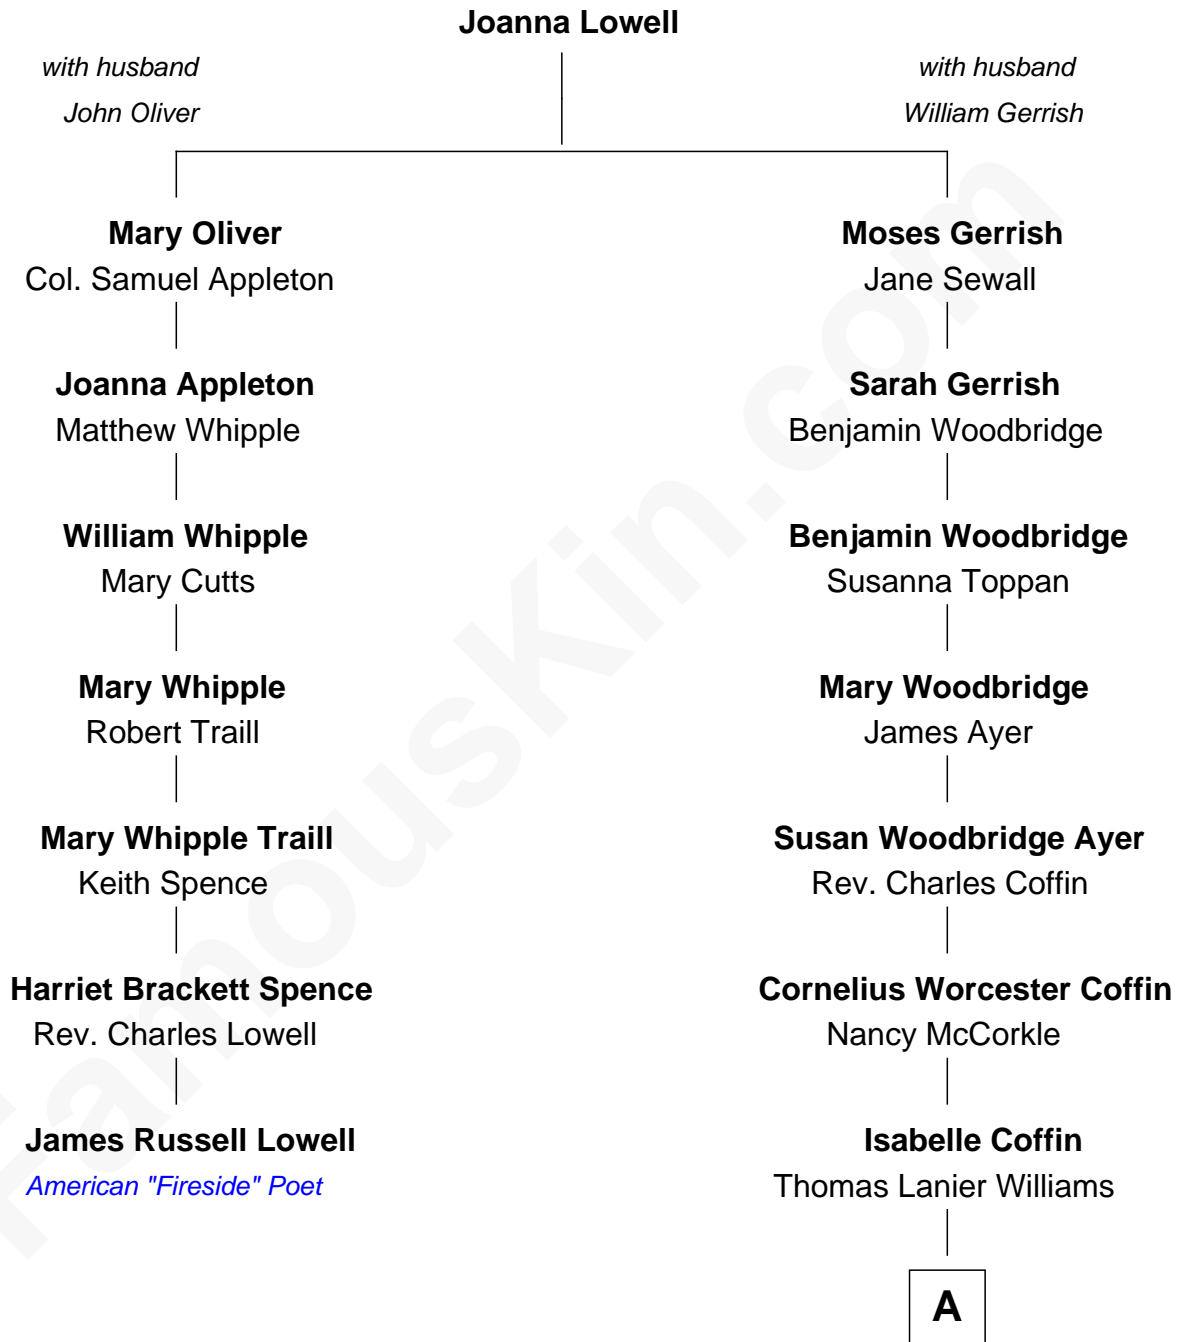 Joanna Lowell
with husband
John Oliver
with husband
William Gerrish
Mary Oliver
Col. Samuel Appleton
Joanna Appleton
Matthew Whipple
William Whipple
Mary Cutts
Mary Whipple
Robert Traill
Mary Whipple Traill
Keith Spence
Harriet Brackett Spence
Rev. Charles Lowell
James Russell Lowell
American "Fireside" Poet
Moses Gerrish
Jane Sewall
Sarah Gerrish
Benjamin Woodbridge
Benjamin Woodbridge
Susanna Toppan
Mary Woodbridge
James Ayer
Susan Woodbridge Ayer
Rev. Charles Coffin
Cornelius Worcester Coffin
Nancy McCorkle
Isabelle Coffin
Thomas Lanier Williams
A
FamousKin.com